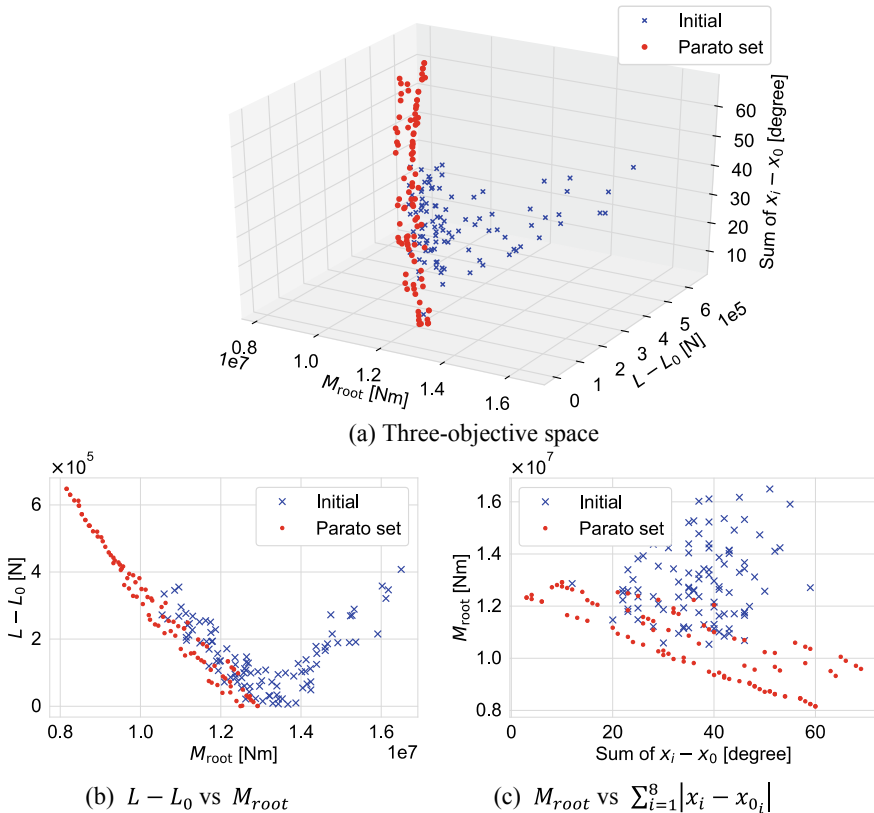 Initial
Parato set
60
50
40
30
20
10
Sum of x_i − x_0 [degree]
0.8
1e7
1.0
1.2
1.4
1.6
M_root [Nm]
0
1
2
3
4
5
6
1e5
L − L_0 [N]
(a) Three-objective space
×10^5
6
4
2
0
L − L_0 [N]
Initial
Parato set
0.8
1.0
1.2
1.4
1.6
1e7
M_root [Nm]
(b) L − L_0 vs M_root
×10^7
1.6
1.4
1.2
1.0
0.8
M_root [Nm]
Initial
Parato set
0
20
40
60
Sum of x_i − x_0 [degree]
(c) M_root vs ∑_{i=1}^{8}|x_i − x_{0_i}|